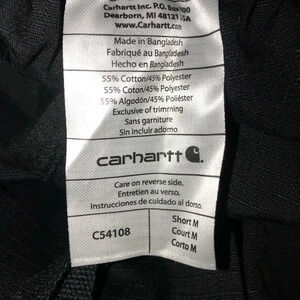 Carhartt Inc. P.O. Box 100
Dearborn, MI 48121 USA
www.Carhartt.com
Made in Bangladesh
Fabriqué au Bangladesh
Hecho en Bangladesh
55% Cotton/45% Polyester
55% Coton/45% Polyester
55% Algodón/45% Poliéster
Exclusive of trimming
Sans garniture
Sin incluir adorno
carhartt
Care on reverse side.
Entretien au verso.
Instrucciones de cuidado al dorso.
C54108
Short M
Court M
Corto M